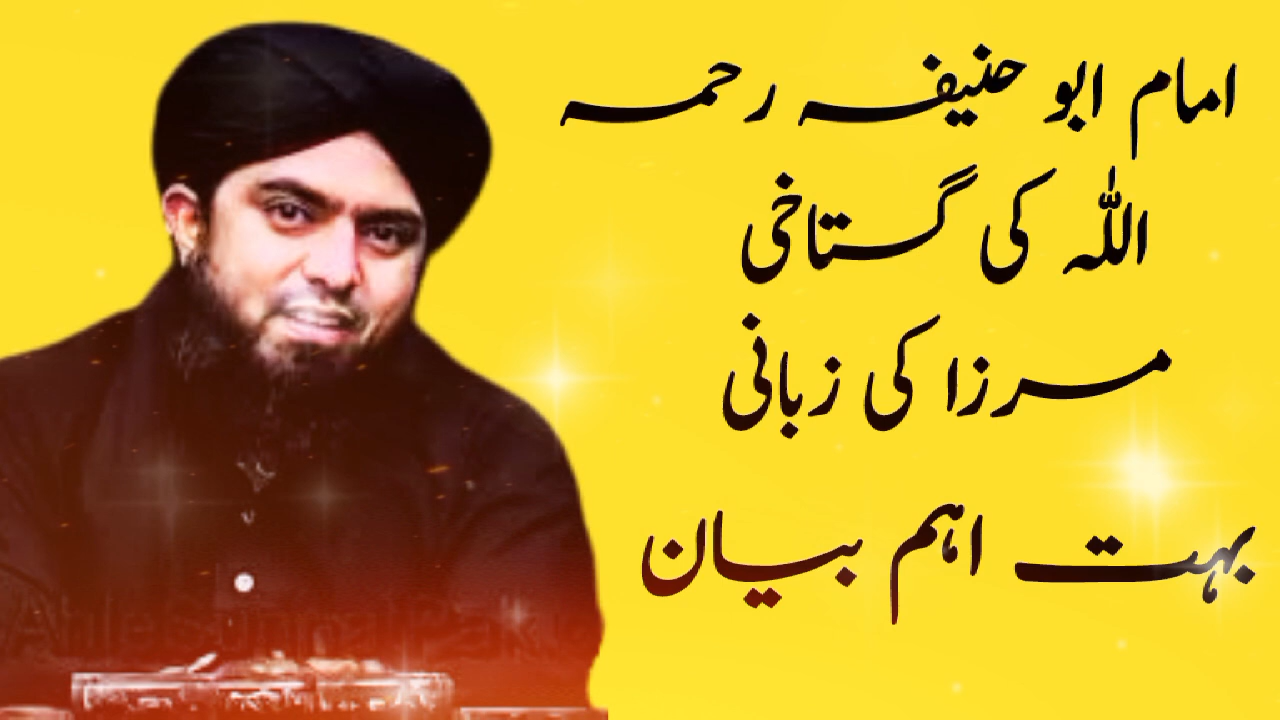 امام ابو حنیفہ رحمہ
اللہ کی گستاخی
مرزا کی زبانی
بہت اہم بیان